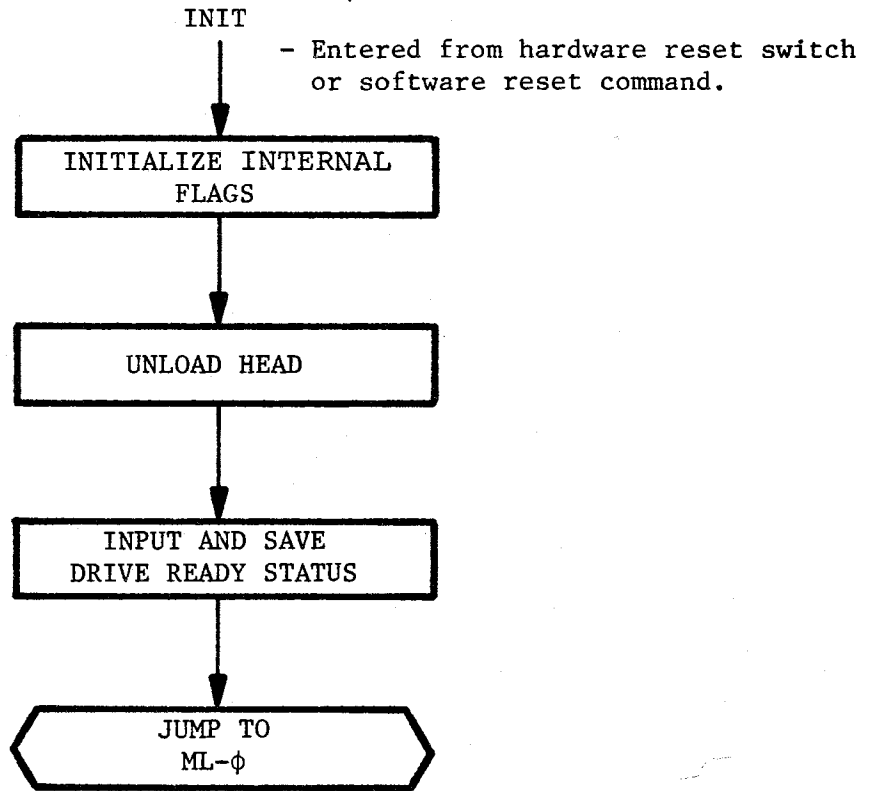 INIT
- Entered from hardware reset switch
or software reset command.
INITIALIZE INTERNAL
FLAGS
UNLOAD HEAD
INPUT AND SAVE
DRIVE READY STATUS
JUMP TO
ML-ϕ